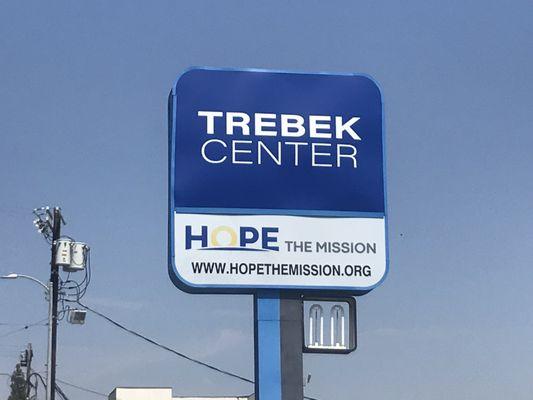 TREBEK
CENTER
HOPE THE MISSION
WWW.HOPETHEMISSION.ORG